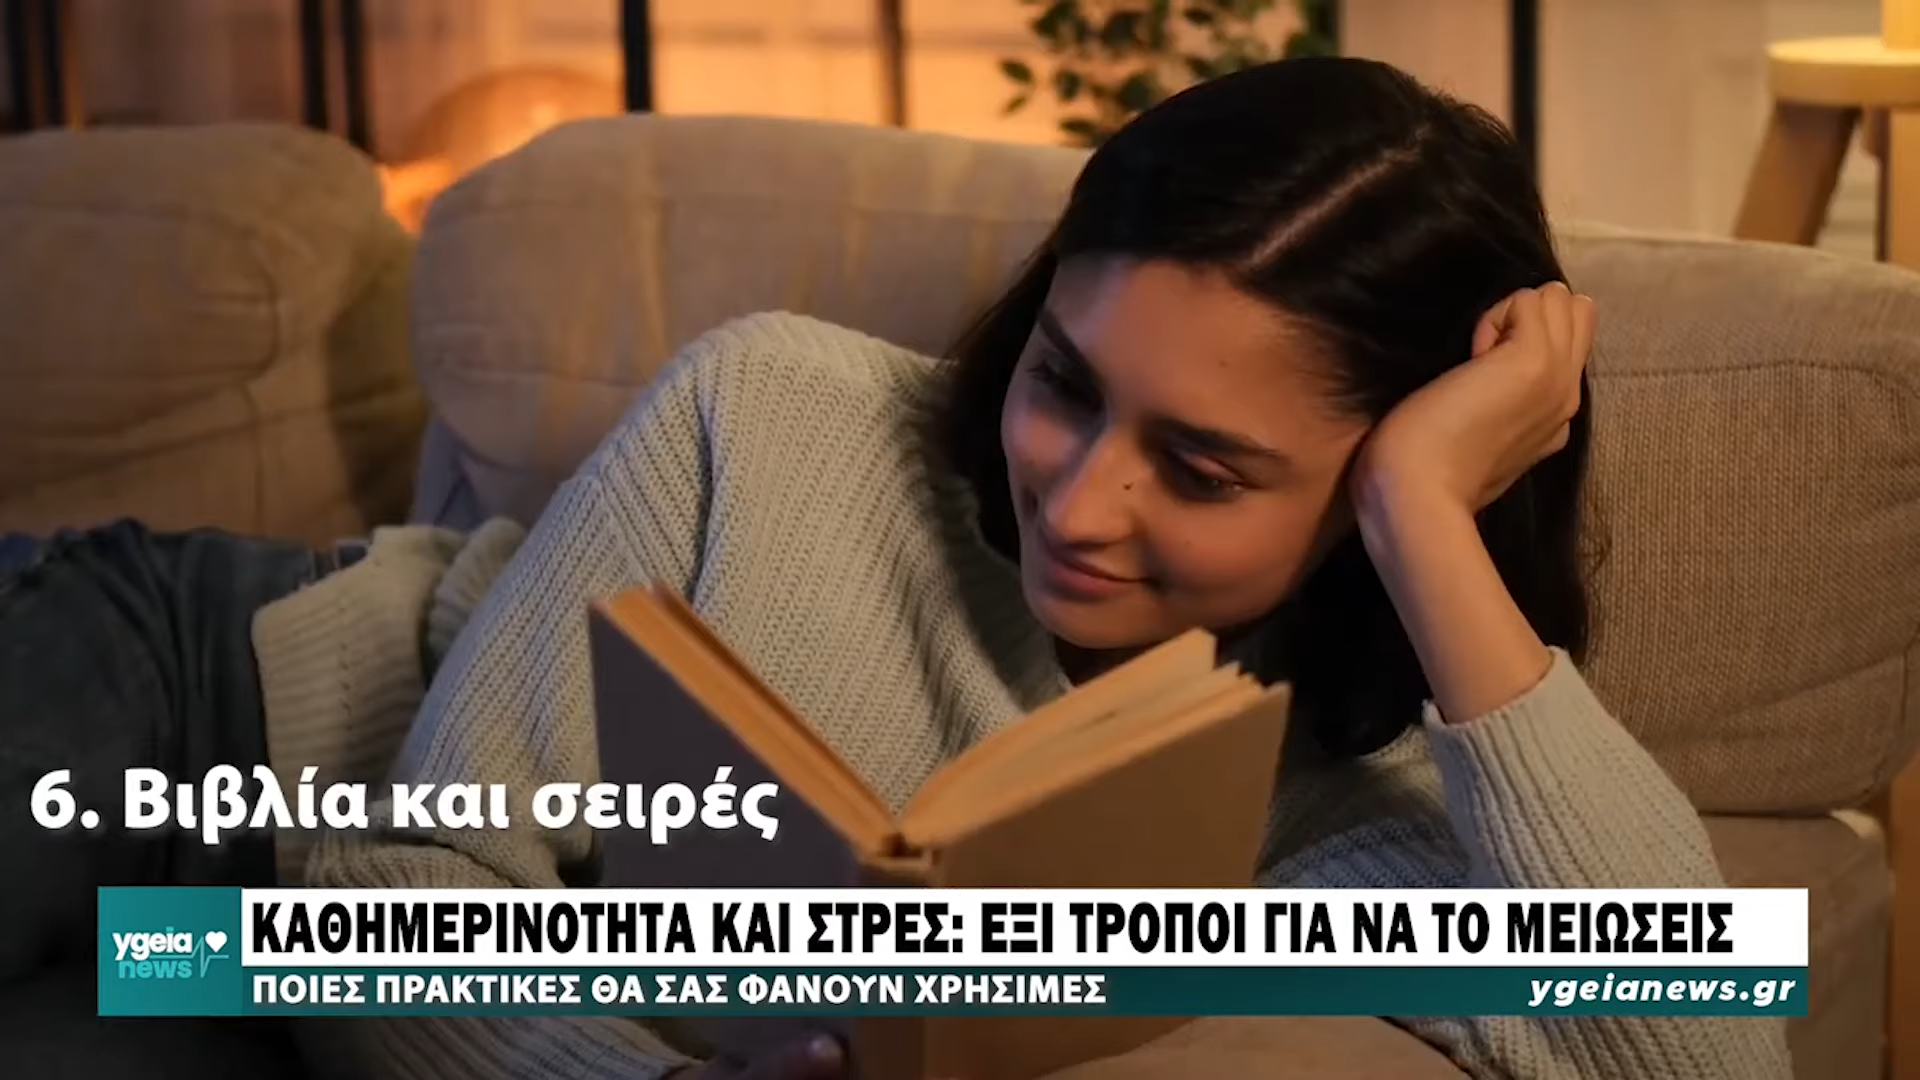 6. Βιβλία και σειρές
ygeia news
ΚΑΘΗΜΕΡΙΝΟΤΗΤΑ ΚΑΙ ΣΤΡΕΣ: ΕΞΙ ΤΡΟΠΟΙ ΓΙΑ ΝΑ ΤΟ ΜΕΙΩΣΕΙΣ
ΠΟΙΕΣ ΠΡΑΚΤΙΚΕΣ ΘΑ ΣΑΣ ΦΑΝΟΥΝ ΧΡΗΣΙΜΕΣ
ygeianews.gr